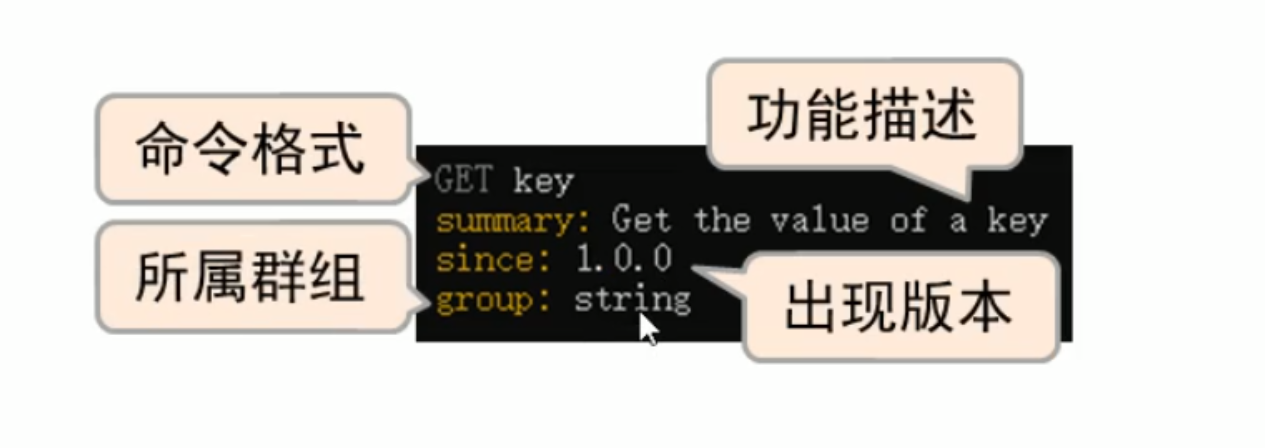 功能描述
命令格式
GET key
summary: Get the value of a key
所属群组
since: 1.0.0
group: string
出现版本